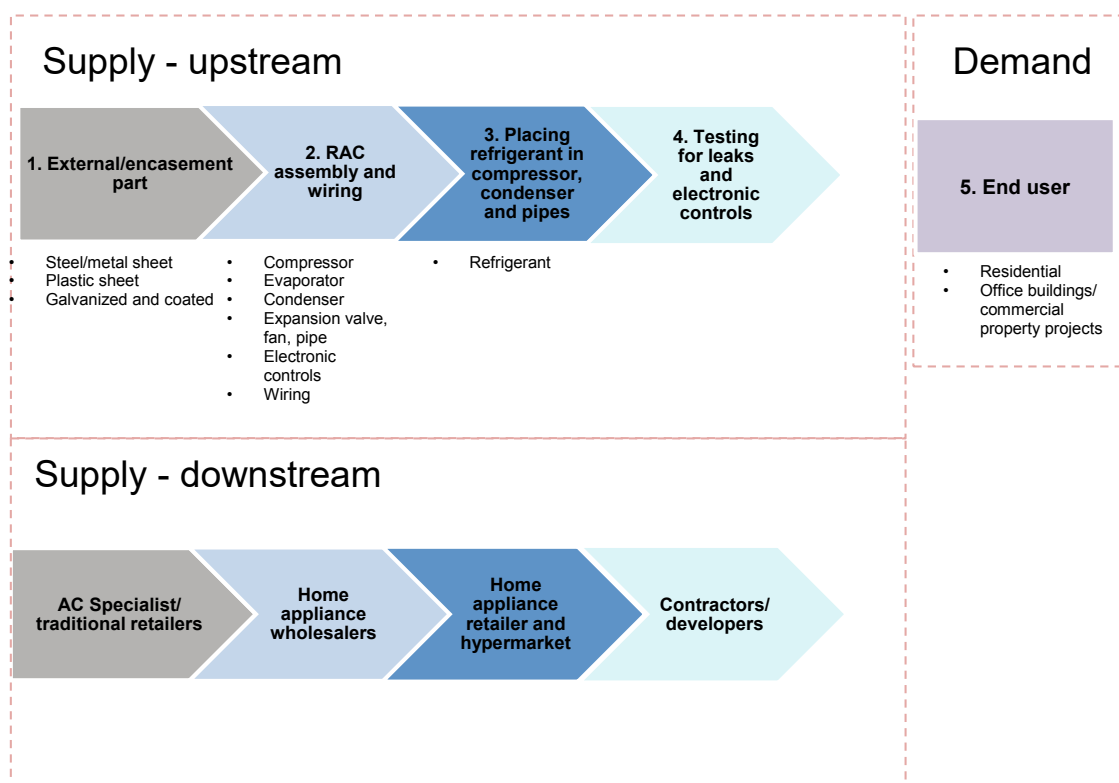 Supply - upstream
1. External/encasement
part
2. RAC
assembly and
wiring
3. Placing
refrigerant in
compressor,
condenser
and pipes
4. Testing
for leaks
and
electronic
controls
• Steel/metal sheet
• Plastic sheet
• Galvanized and coated
• Compressor
• Evaporator
• Condenser
• Expansion valve,
fan, pipe
• Electronic
controls
• Wiring
• Refrigerant
Demand
5. End user
• Residential
• Office buildings/
commercial
property projects
Supply - downstream
AC Specialist/
traditional retailers
Home
appliance
wholesalers
Home
appliance
retailer and
hypermarket
Contractors/
developers